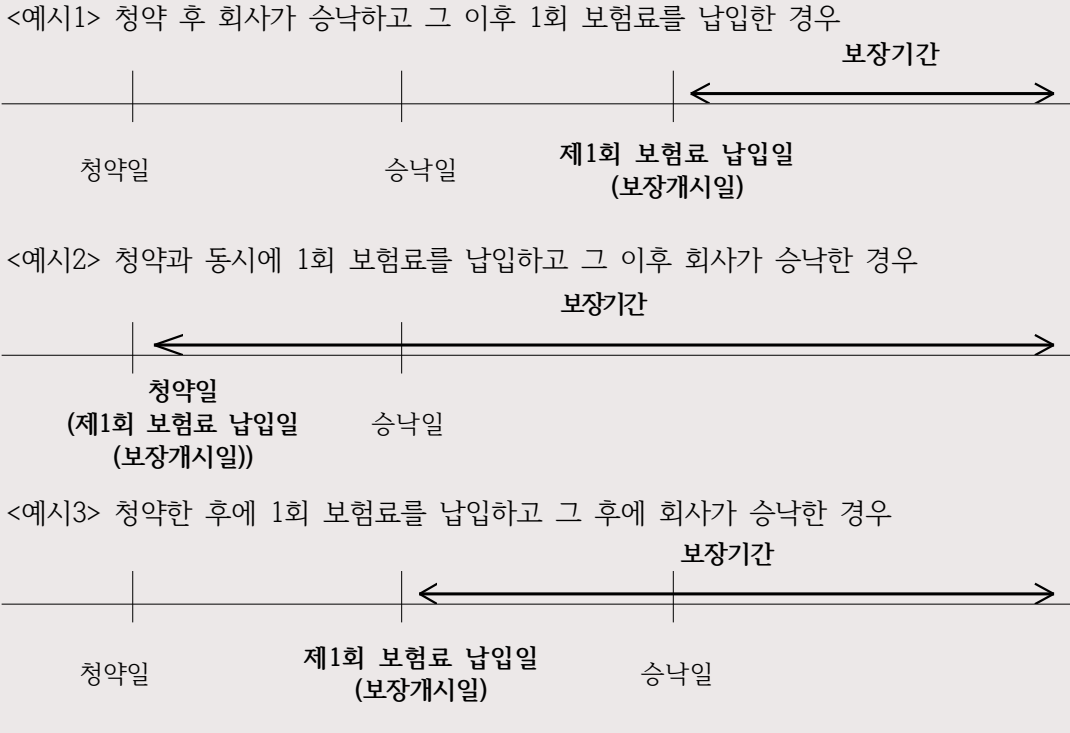 <예시1> 청약 후 회사가 승낙하고 그 이후 1회 보험료를 납입한 경우
보장기간
청약일
승낙일
제1회 보험료 납입일
(보장개시일)
<예시2> 청약과 동시에 1회 보험료를 납입하고 그 이후 회사가 승낙한 경우
보장기간
청약일
(제1회 보험료 납입일
(보장개시일))
승낙일
<예시3> 청약한 후에 1회 보험료를 납입하고 그 후에 회사가 승낙한 경우
보장기간
청약일
제1회 보험료 납입일
(보장개시일)
승낙일